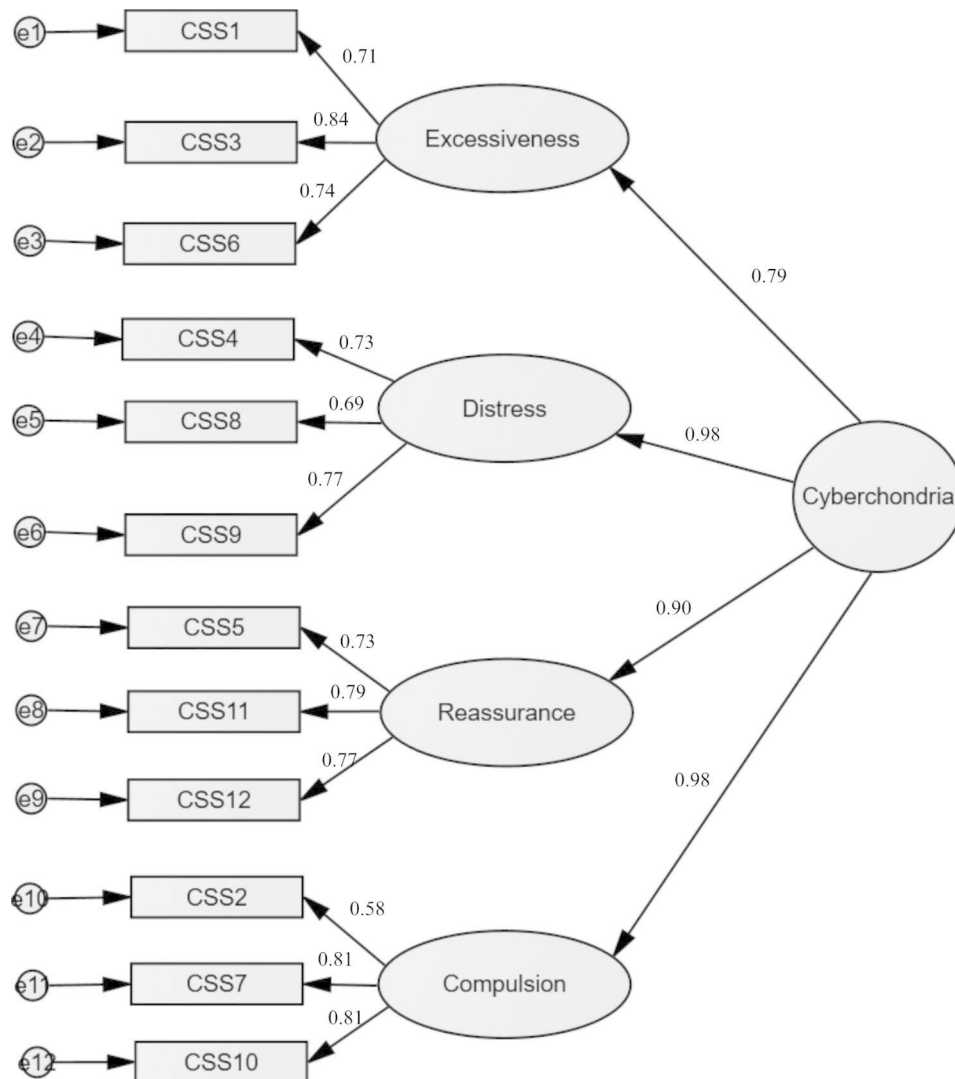 e1
CSS1
0.71
e2
CSS3
0.84
Excessiveness
0.74
e3
CSS6
0.79
e4
CSS4
0.73
e5
CSS8
0.69
Distress
0.98
0.77
e6
CSS9
Cyberchondria
e7
CSS5
0.73
0.90
e8
CSS11
0.79
Reassurance
0.77
e9
CSS12
0.98
e10
CSS2
0.58
e11
CSS7
0.81
Compulsion
0.81
e12
CSS10